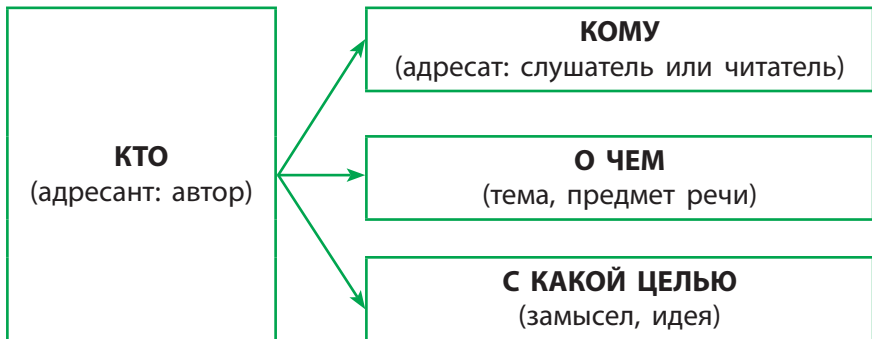 КТО
(адресант: автор)
КОМУ
(адресат: слушатель или читатель)
О ЧЕМ
(тема, предмет речи)
С КАКОЙ ЦЕЛЬЮ
(замысел, идея)